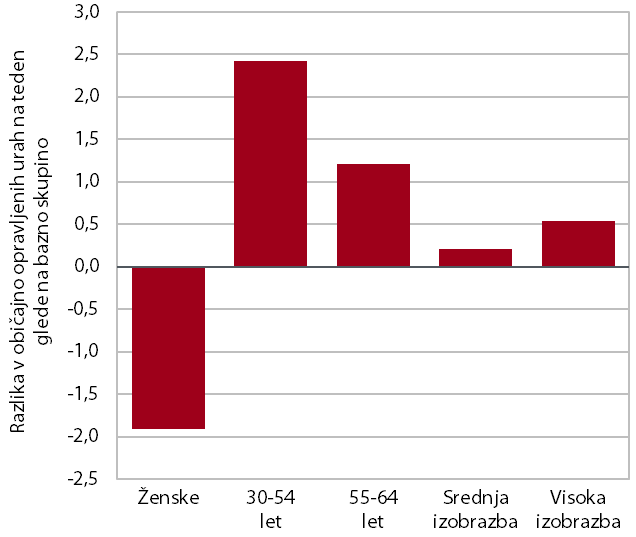 Razlika v običajno opravljenih urah na teden
glede na bazno skupino
3,0
2,5
2,0
1,5
1,0
0,5
0,0
-0,5
-1,0
-1,5
-2,0
-2,5
Ženske
30-54
let
55-64
let
Srednja
izobrazba
Visoka
izobrazba